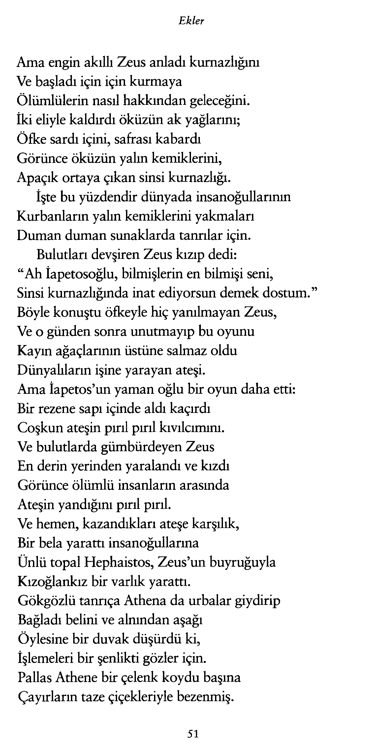 Ekler
Ama engin akıllı Zeus anladı kurnazlığını
Ve başladı için için kurmaya
Ölümlülerin nasıl hakkından geleceğini.
İki eliyle kaldırdı öküzün ak yağlarını;
Öfke sardı içini, safrası kabardı
Görünce öküzün yalın kemiklerini,
Apaçık ortaya çıkan sinsi kurnazlığı.
İşte bu yüzdendir dünyada insanoğullarının
Kurbanların yalın kemiklerini yakmaları
Duman duman sunaklarda tanrılar için.
Bulutları devşiren Zeus kızıp dedi:
“Ah İapetosoğlu, bilmişlerin en bilmişi seni,
Sinsi kurnazlığında inat ediyorsun demek dostum.”
Böyle konuştu öfkeyle hiç yanılmayan Zeus,
Ve o günden sonra unutmayıp bu oyunu
Kayın ağaçlarının üstüne salmaz oldu
Dünyalıların işine yarayan ateşi.
Ama İapetos’un yaman oğlu bir oyun daha etti:
Bir rezene sapı içinde aldı kaçırdı
Coşkun ateşin pırıl pırıl kıvılcımını.
Ve bulutlarda gümbürdeyen Zeus
En derin yerinden yaralandı ve kızdı
Görünce ölümlü insanların arasında
Ateşin yandığını pırıl pırıl.
Ve hemen, kazandıkları ateşe karşılık,
Bir bela yarattı insanoğullarına
Ünlü topal Hephaistos, Zeus’un buyruğuyla
Kızoğlankız bir varlık yarattı.
Gökgözlü tanrıça Athena da urbalar giydirip
Bağladı belini ve alnından aşağı
Öylesine bir duvak düşürdü ki,
İşlemeleri bir şenlikti gözler için.
Pallas Athene bir çelenk koydu başına
Çayırların taze çiçekleriyle bezenmiş.
51